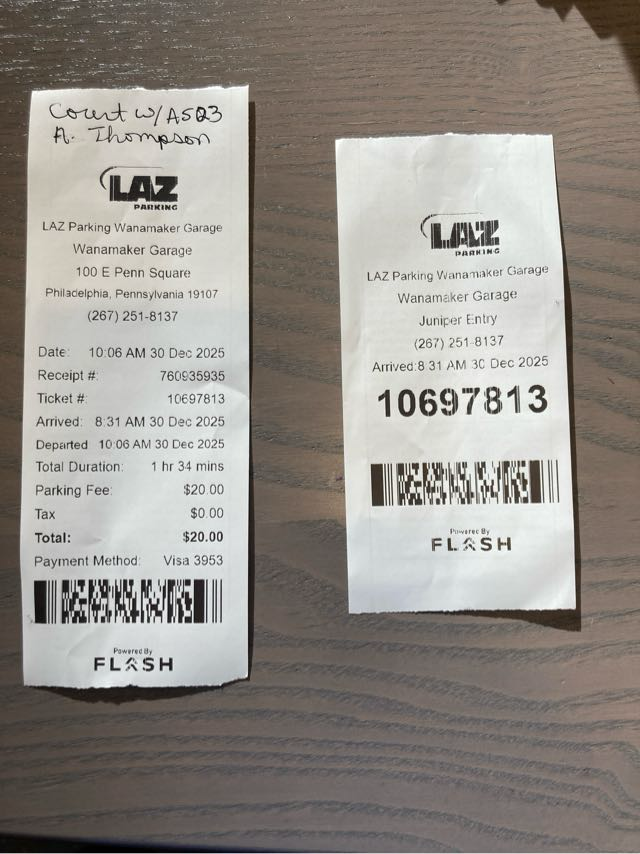 Court w/ A523
A. Thompson
LAZ
PARKING
LAZ Parking Wanamaker Garage
Wanamaker Garage
100 E Penn Square
Philadelphia, Pennsylvania 19107
(267) 251-8137
Date: 10:06 AM 30 Dec 2025
Receipt #: 760935935
Ticket #: 10697813
Arrived: 8:31 AM 30 Dec 2025
Departed 10:06 AM 30 Dec 2025
Total Duration: 1 hr 34 mins
Parking Fee: $20.00
Tax $0.00
Total: $20.00
Payment Method: Visa 3953
Powered By
FLASH
LAZ
PARKING
LAZ Parking Wanamaker Garage
Wanamaker Garage
Juniper Entry
(267) 251-8137
Arrived:8:31 AM 30 Dec 2025
10697813
Powered By
FLASH